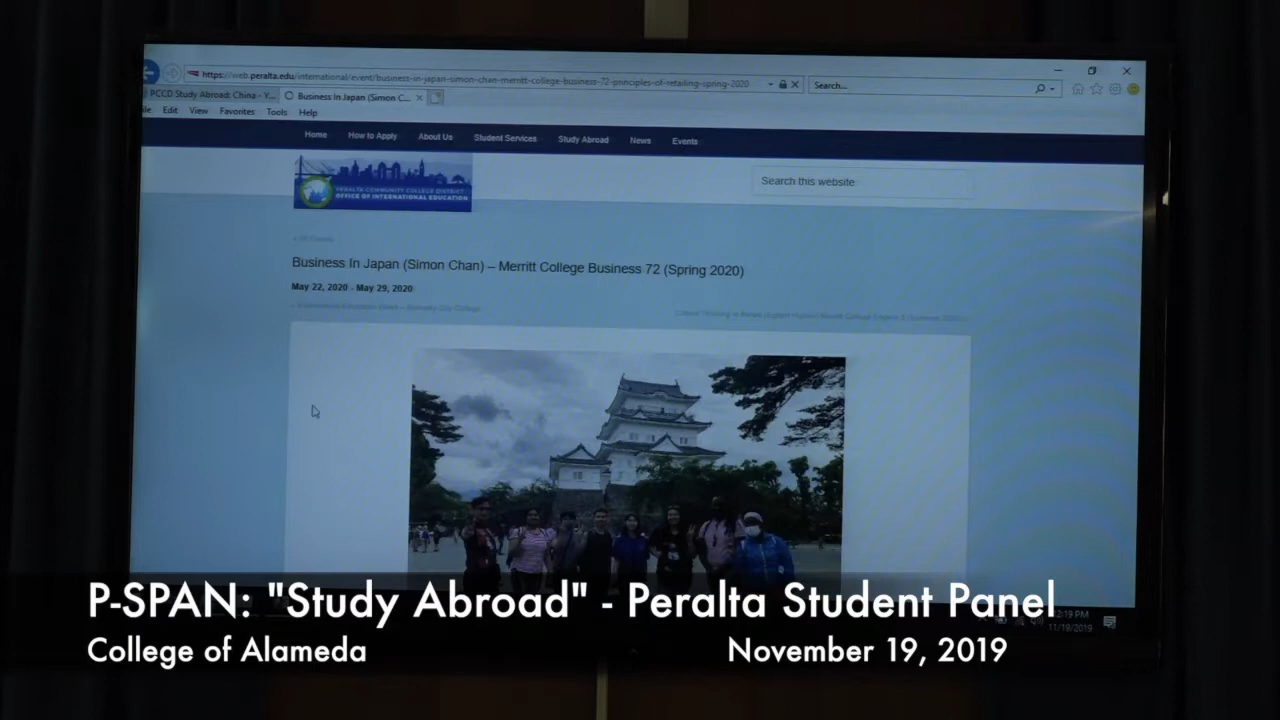 https://web.peralta.edu/international/event/business-in-japan-simon-chan-merritt-college-business-72-principles-of-retailing-spring-2020
Search...
PCCD Study Abroad: China - Y...
Business In Japan (Simon C...
Edit View Favorites Tools Help
Home How to Apply About Us Student Services Study Abroad News Events
PERALTA COMMUNITY COLLEGE DISTRICT
OFFICE OF INTERNATIONAL EDUCATION
Search this website
Business In Japan (Simon Chan) – Merritt College Business 72 (Spring 2020)
May 22, 2020 - May 29, 2020
P-SPAN: "Study Abroad" - Peralta Student Panel
12:19 PM
11/19/2019
College of Alameda
November 19, 2019